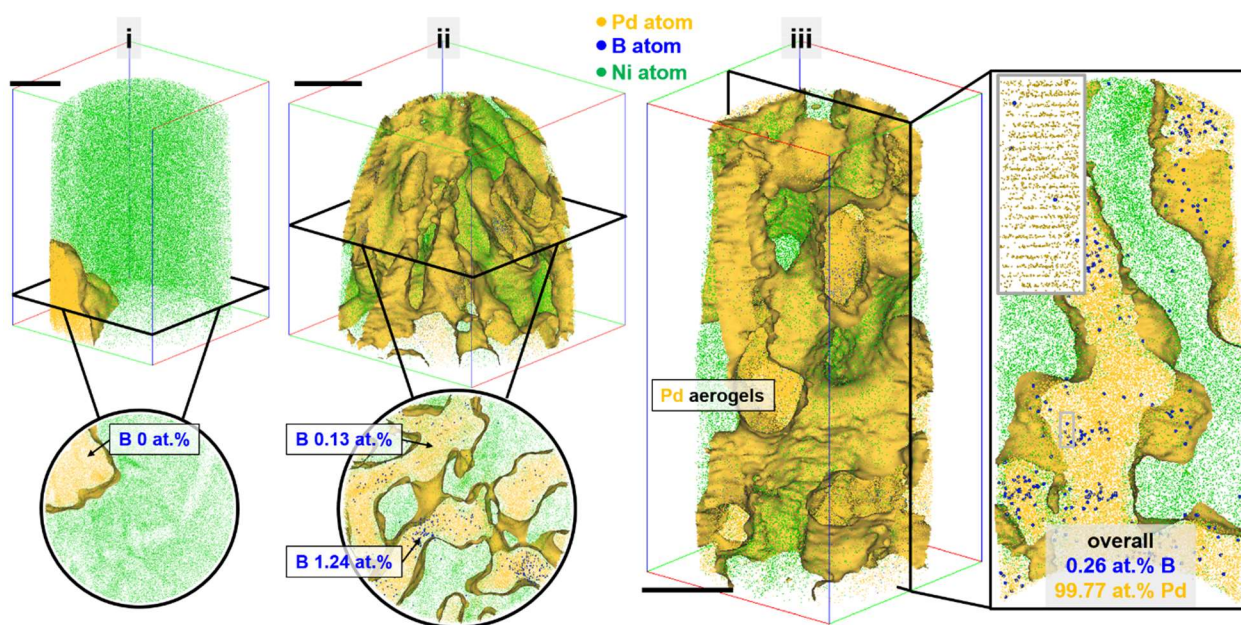 i
ii
iii
Pd atom
B atom
Ni atom
B 0 at.%
B 0.13 at.%
B 1.24 at.%
Pd aerogels
overall
0.26 at.% B
99.77 at.% Pd